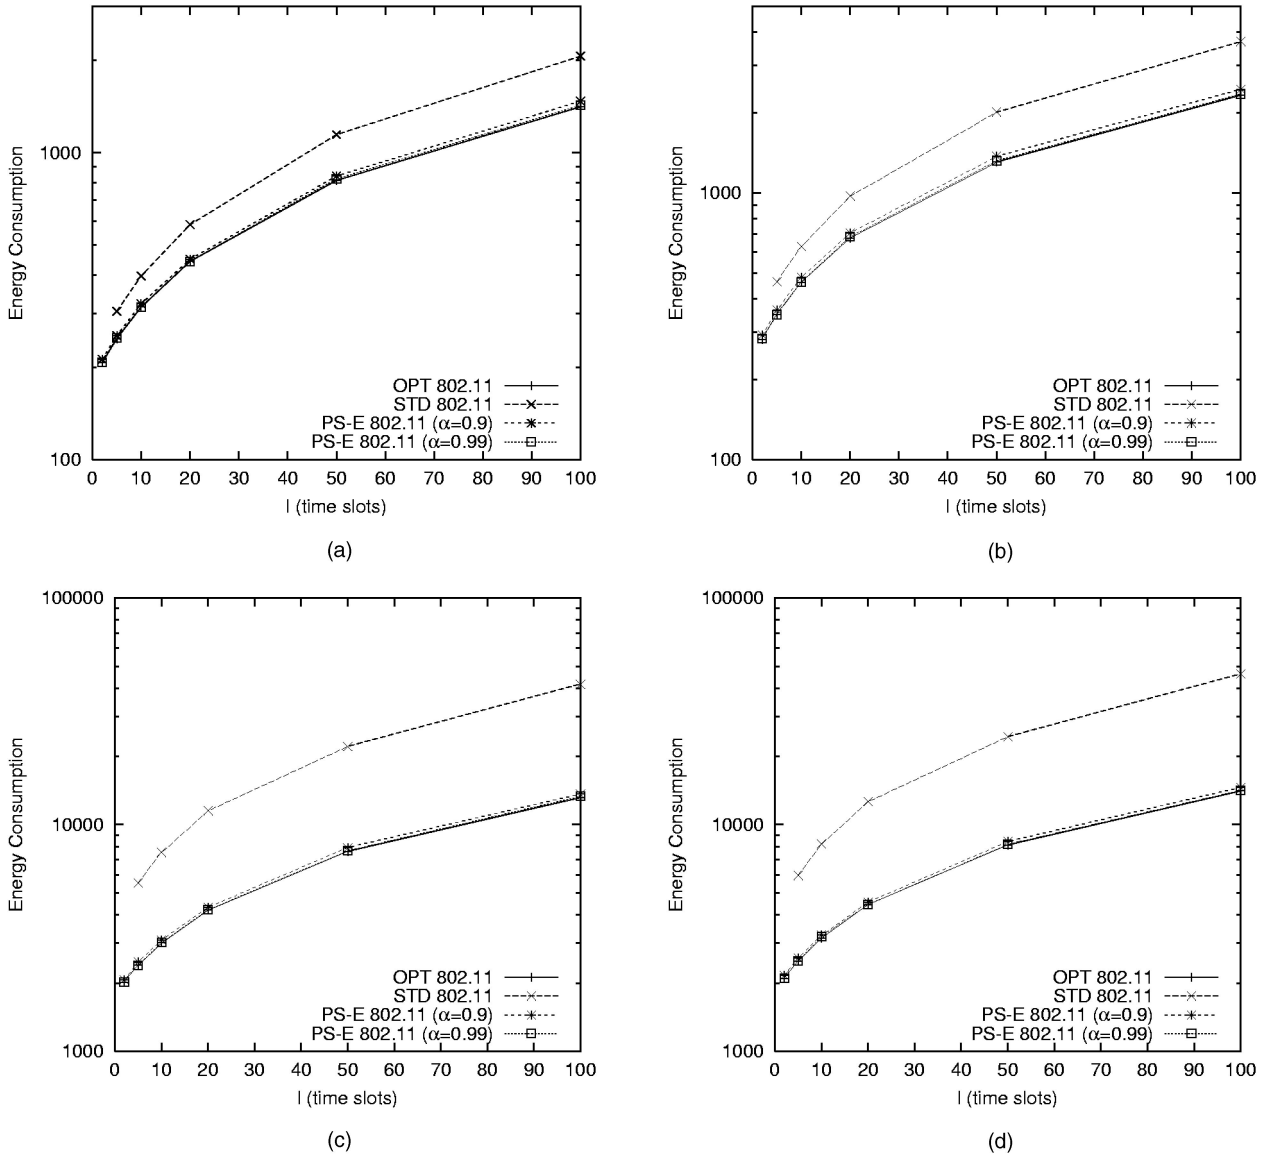 1000
100
Energy Consumption
OPT 802.11
STD 802.11
PS-E 802.11 (α=0.9)
PS-E 802.11 (α=0.99)
0 10 20 30 40 50 60 70 80 90 100
l (time slots)
(a)
1000
100
Energy Consumption
OPT 802.11
STD 802.11
PS-E 802.11 (α=0.9)
PS-E 802.11 (α=0.99)
0 10 20 30 40 50 60 70 80 90 100
l (time slots)
(b)
100000
10000
1000
Energy Consumption
OPT 802.11
STD 802.11
PS-E 802.11 (α=0.9)
PS-E 802.11 (α=0.99)
0 10 20 30 40 50 60 70 80 90 100
l (time slots)
(c)
100000
10000
1000
Energy Consumption
OPT 802.11
STD 802.11
PS-E 802.11 (α=0.9)
PS-E 802.11 (α=0.99)
0 10 20 30 40 50 60 70 80 90 100
l (time slots)
(d)